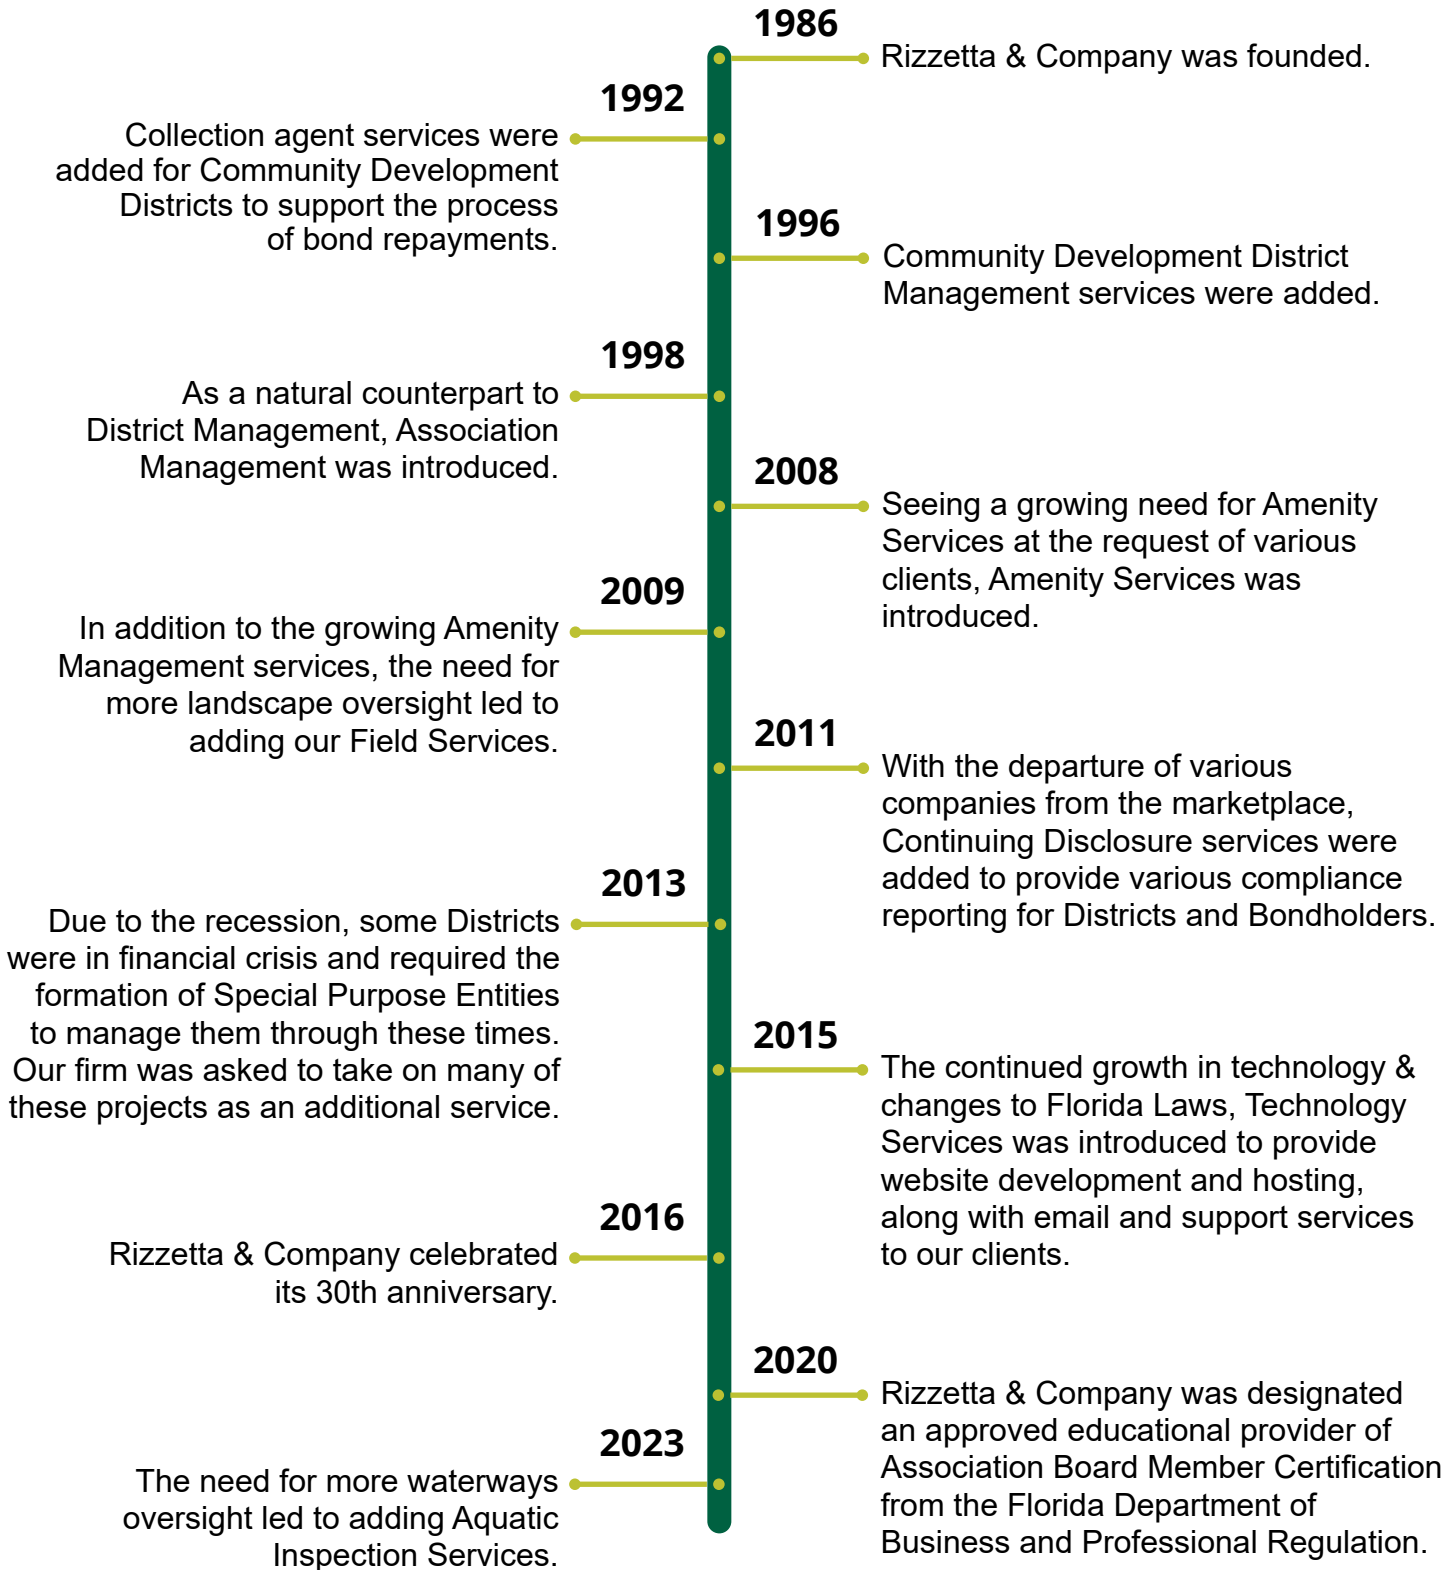 1986
Rizzetta & Company was founded.
1992
Collection agent services were
added for Community Development
Districts to support the process
of bond repayments.
1996
Community Development District
Management services were added.
1998
As a natural counterpart to
District Management, Association
Management was introduced.
2008
Seeing a growing need for Amenity
Services at the request of various
clients, Amenity Services was
introduced.
2009
In addition to the growing Amenity
Management services, the need for
more landscape oversight led to
adding our Field Services.
2011
With the departure of various
companies from the marketplace,
Continuing Disclosure services were
added to provide various compliance
reporting for Districts and Bondholders.
2013
Due to the recession, some Districts
were in financial crisis and required the
formation of Special Purpose Entities
to manage them through these times.
Our firm was asked to take on many of
these projects as an additional service.
2015
The continued growth in technology &
changes to Florida Laws, Technology
Services was introduced to provide
website development and hosting,
along with email and support services
to our clients.
2016
Rizzetta & Company celebrated
its 30th anniversary.
2020
Rizzetta & Company was designated
an approved educational provider of
Association Board Member Certification
from the Florida Department of
Business and Professional Regulation.
2023
The need for more waterways
oversight led to adding Aquatic
Inspection Services.